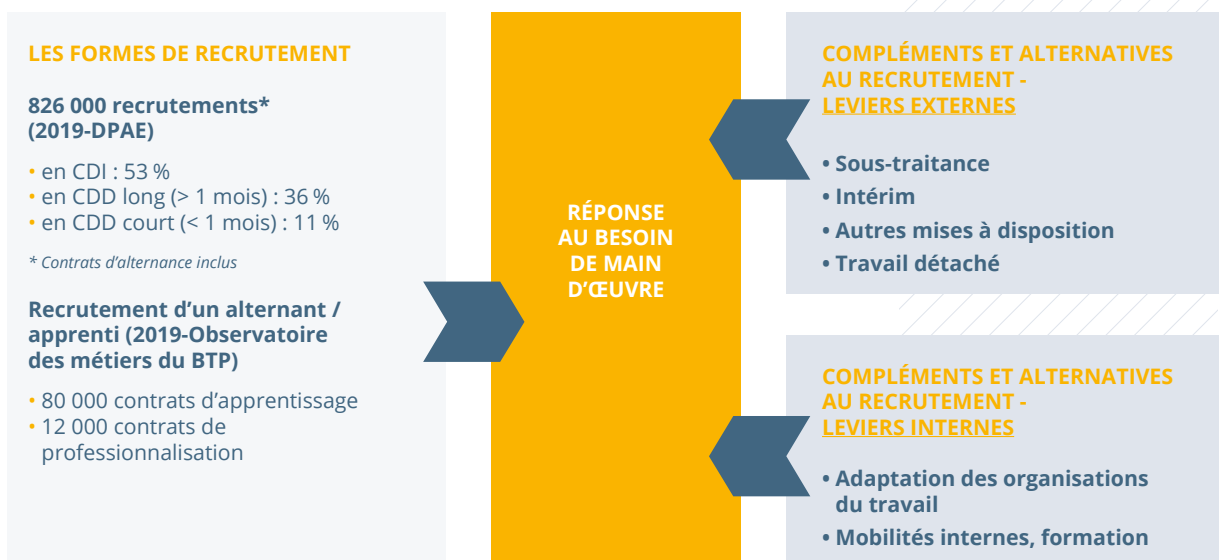 LES FORMES DE RECRUTEMENT
826 000 recrutements*
(2019-DPAE)
• en CDI : 53 %
• en CDD long (> 1 mois) : 36 %
• en CDD court (< 1 mois) : 11 %
* Contrats d'alternance inclus
Recrutement d'un alternant /
apprenti (2019-Observatoire
des métiers du BTP)
• 80 000 contrats d'apprentissage
• 12 000 contrats de
professionnalisation
RÉPONSE
AU BESOIN
DE MAIN
D'ŒUVRE
COMPLÉMENTS ET ALTERNATIVES
AU RECRUTEMENT -
LEVIERS EXTERNES
• Sous-traitance
• Intérim
• Autres mises à disposition
• Travail détaché
COMPLÉMENTS ET ALTERNATIVES
AU RECRUTEMENT -
LEVIERS INTERNES
• Adaptation des organisations
du travail
• Mobilités internes, formation